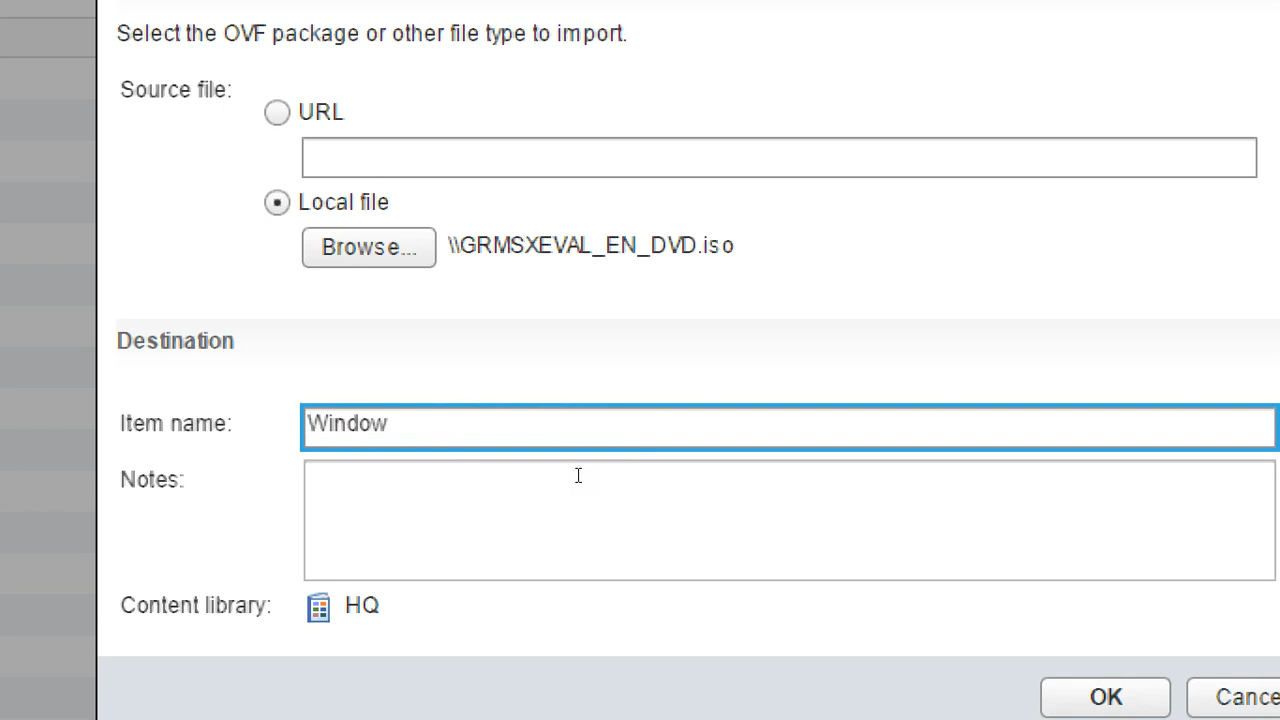 Select the OVF package or other file type to import.
Source file:
URL
Local file
Browse... \\GRMSXEVAL_EN_DVD.iso
Destination
Item name: Window
Notes:
Content library: HQ
OK Cance